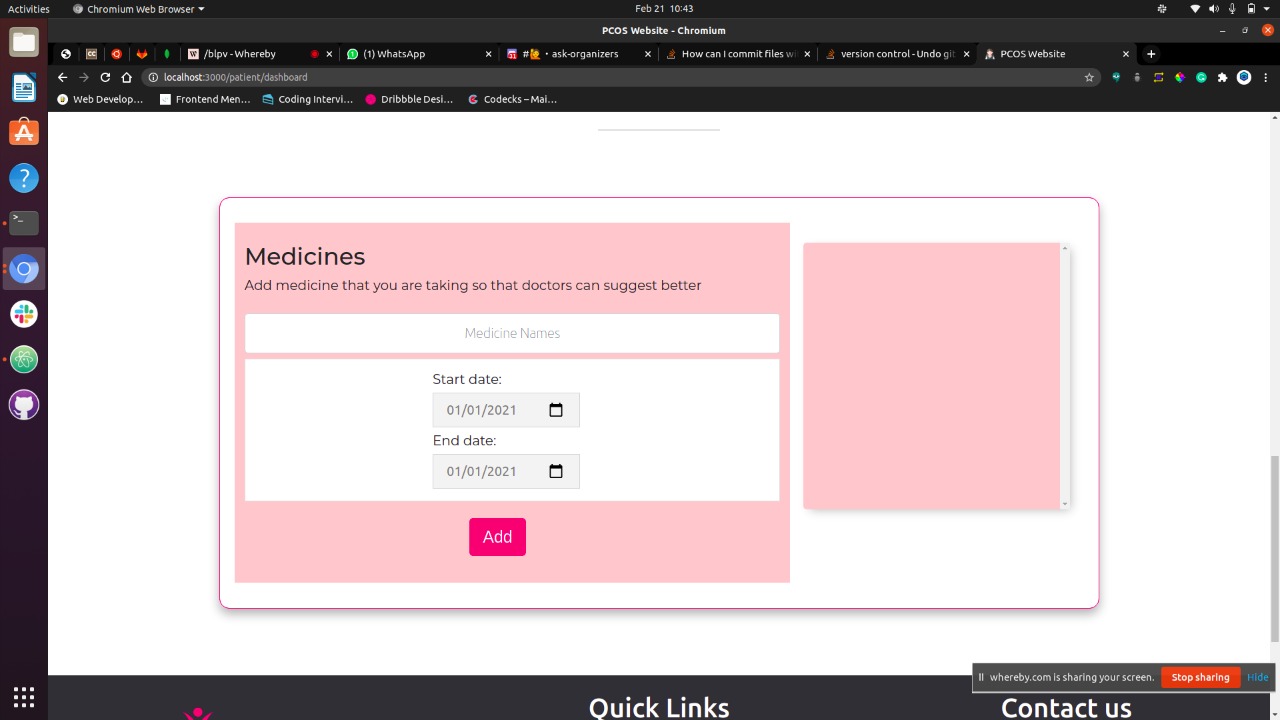 Activities Chromium Web Browser Feb 21 10:43
PCOS Website - Chromium
/blpv - Whereby (1) WhatsApp #🙋 · ask-organizers How can I commit files wi version control - Undo git PCOS Website
localhost:3000/patient/dashboard
Web Develop... Frontend Men... Coding Intervi... Dribbble Desi... Codecks – Mai...
Medicines
Add medicine that you are taking so that doctors can suggest better
Medicine Names
Start date:
01/01/2021
End date:
01/01/2021
Add
whereby.com is sharing your screen. Stop sharing Hide
Quick Links Contact us